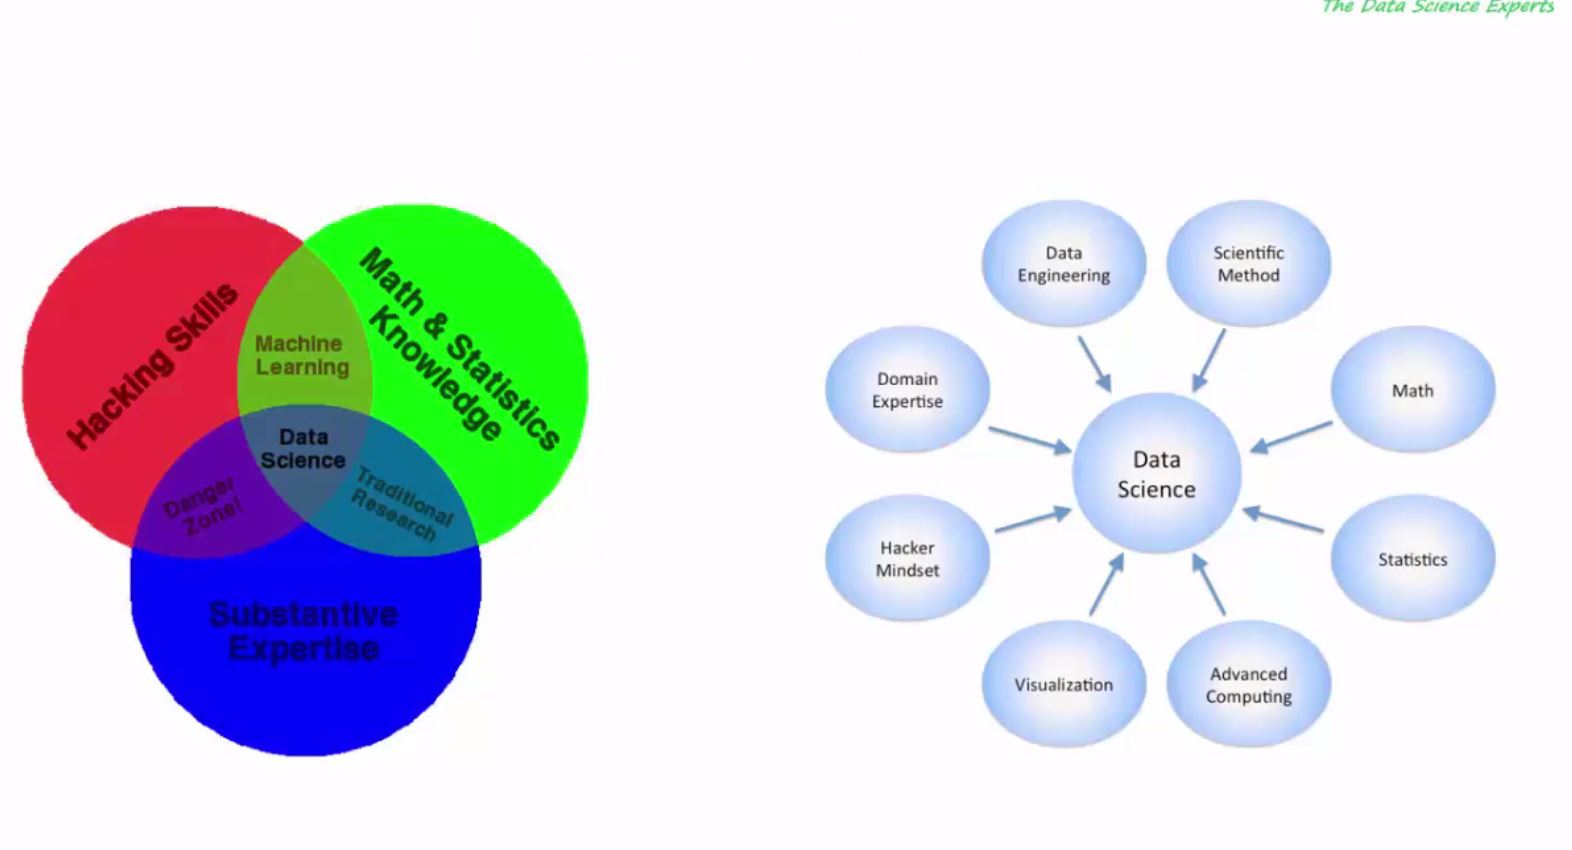 The Data Science Experts
Hacking Skills
Math & Statistics
Knowledge
Machine
Learning
Data
Science
Danger
Zone!
Traditional
Research
Substantive
Expertise
Data
Engineering
Scientific
Method
Domain
Expertise
Math
Data
Science
Hacker
Mindset
Statistics
Visualization
Advanced
Computing